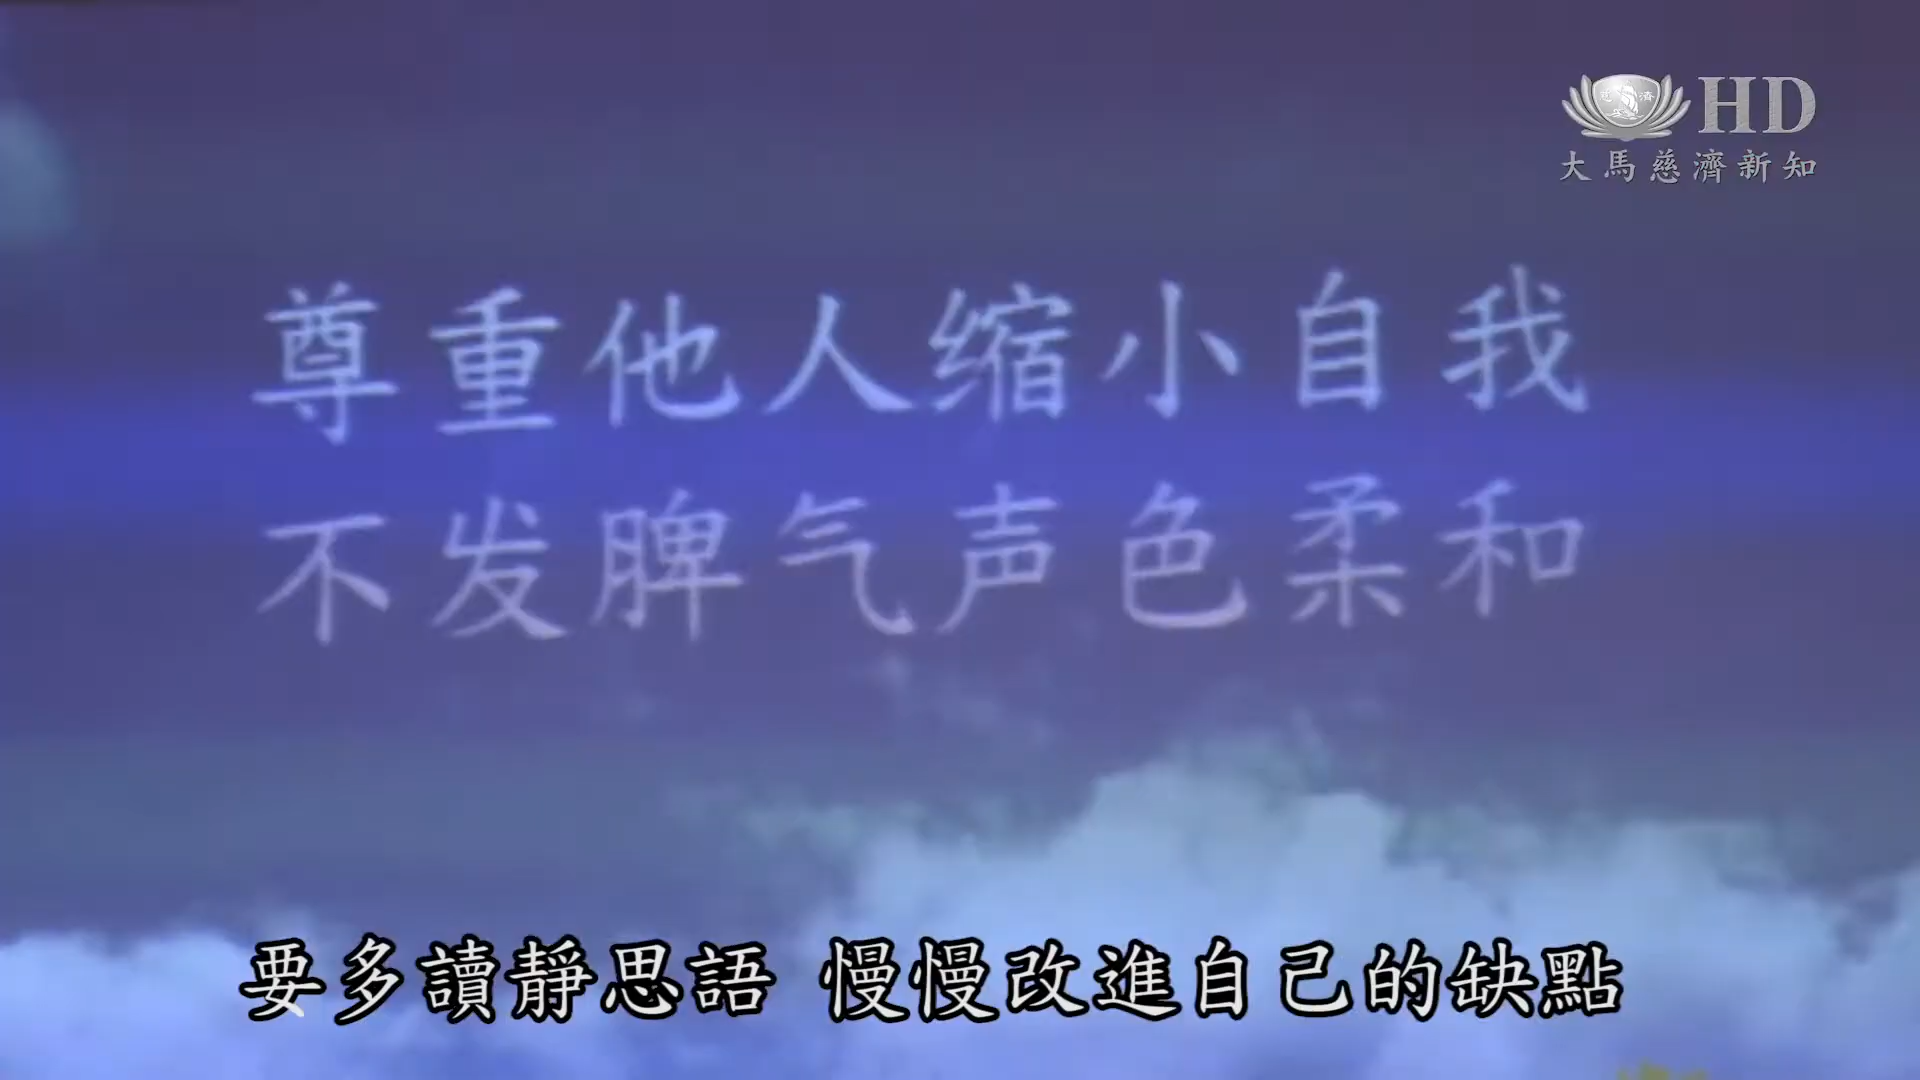 HD
大馬慈濟新知
尊重他人缩小自我
不发脾气声色柔和
要多讀靜思語 慢慢改進自己的缺點